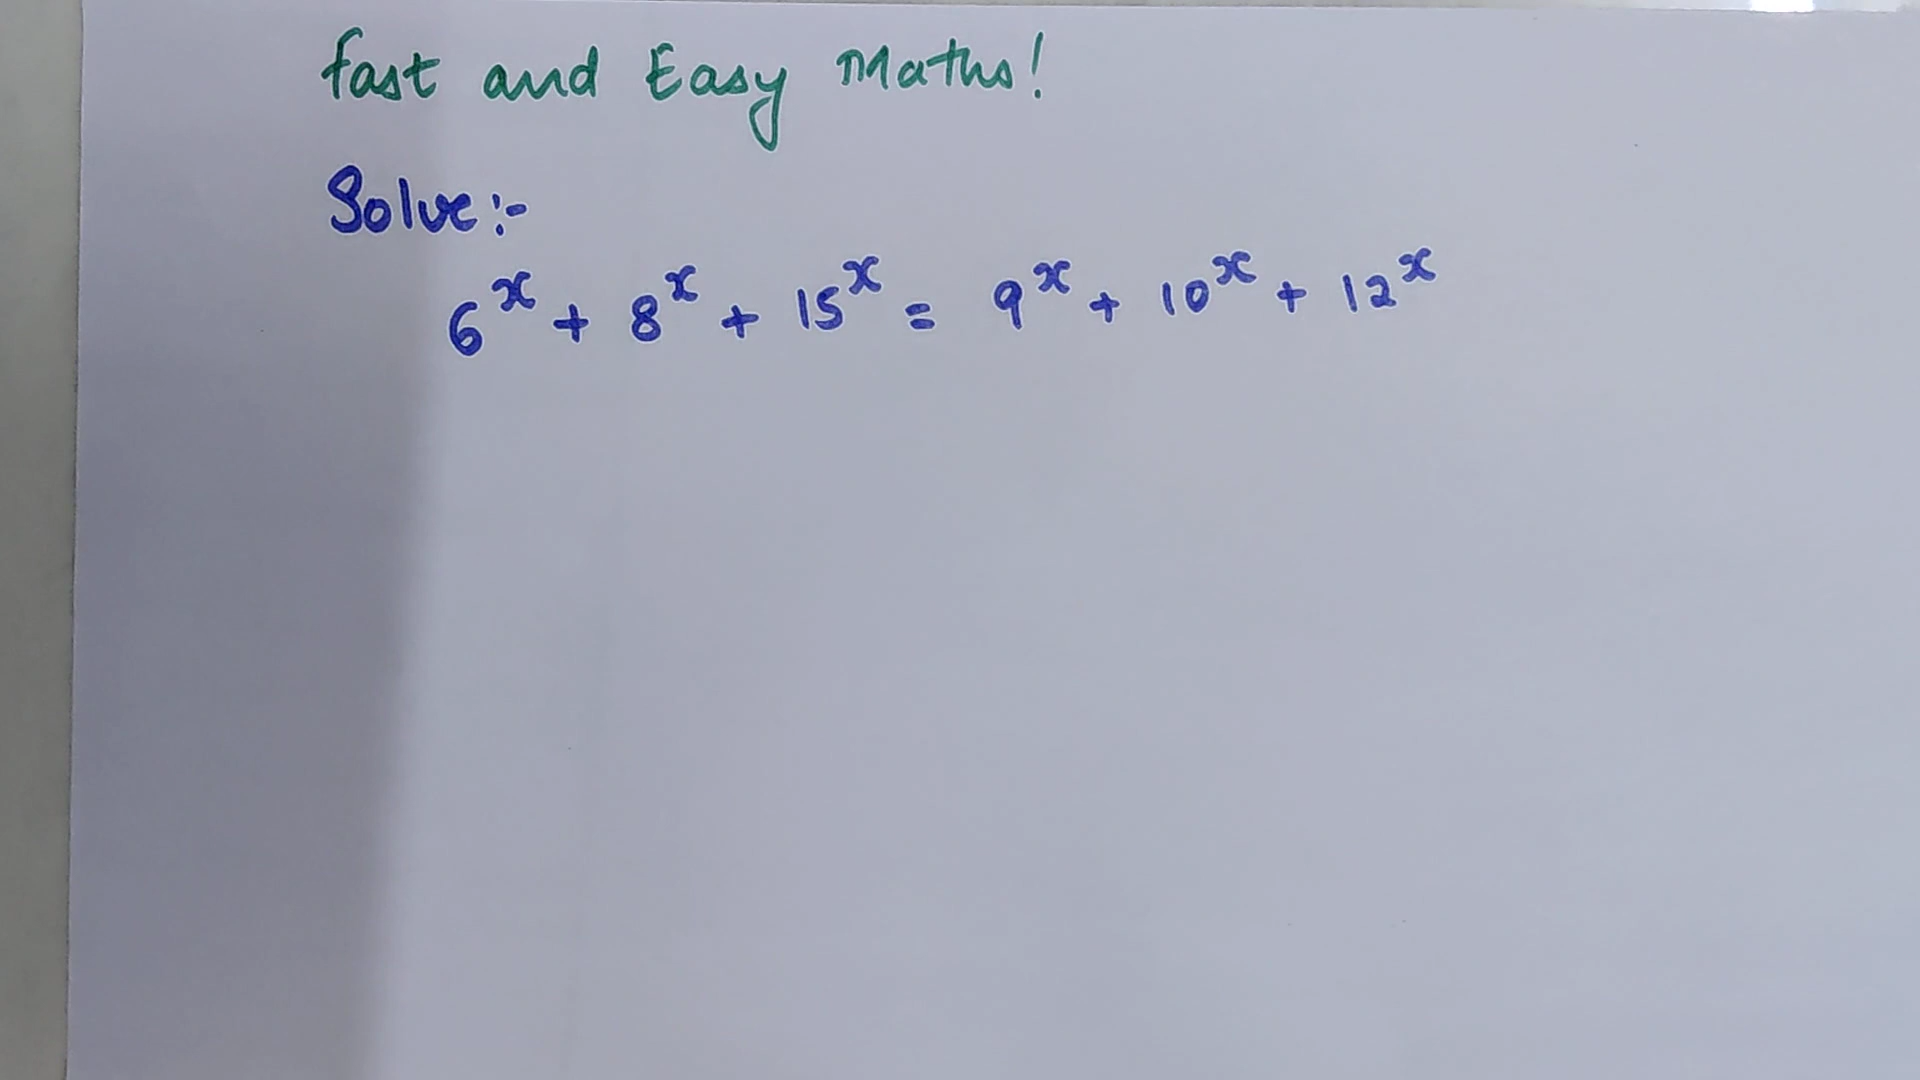 Fast and Easy Maths!
Solve:-
6^x + 8^x + 15^x = 9^x + 10^x + 12^x